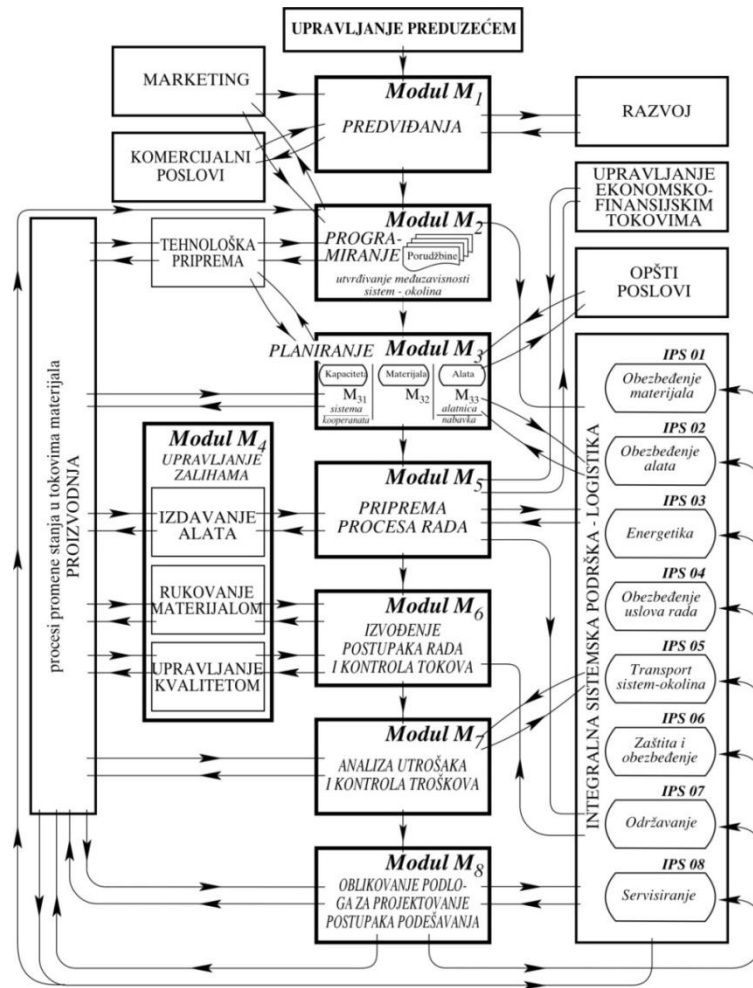 UPRAVLJANJE PREDUZEĆEM
MARKETING
Modul M1
PREDVIĐANJA
RAZVOJ
KOMERCIJALNI
POSLOVI
UPRAVLJANJE
EKONOMSKO-
FINANSIJSKIM
TOKOVIMA
Modul M2
PROGRA-
MIRANJE
Porudžbine
utvrđivanje međuzavisnosti
sistem - okolina
TEHNOLOŠKA
PRIPREMA
OPŠTI
POSLOVI
Modul M3
PLANIRANJE
Kapaciteta
Materijala
Alata
M31
M32
M33
sistema
kooperanata
alatnica
nabavka
procesi promene stanja u tokovima materijala
PROIZVODNJA
Modul M4
UPRAVLJANJE
ZALIHAMA
IZDAVANJE
ALATA
RUKOVANJE
MATERIJALOM
UPRAVLJANJE
KVALITETOM
Modul M5
PRIPREMA
PROCESA RADA
Modul M6
IZVOĐENJE
POSTUPAKA RADA
I KONTROLA TOKOVA
Modul M7
ANALIZA UTROŠAKA
I KONTROLA TROŠKOVA
Modul M8
OBLIKOVANJE PODLO-
GA ZA PROJEKTOVANJE
POSTUPAKA PODEŠAVANJA
INTEGRALNA SISTEMSKA PODRŠKA - LOGISTIKA
IPS 01
Obezbeđenje
materijala
IPS 02
Obezbeđenje
alata
IPS 03
Energetika
IPS 04
Obezbeđenje
uslova rada
IPS 05
Transport
sistem-okolina
IPS 06
Zaštita i
obezbeđenje
IPS 07
Održavanje
IPS 08
Servisiranje